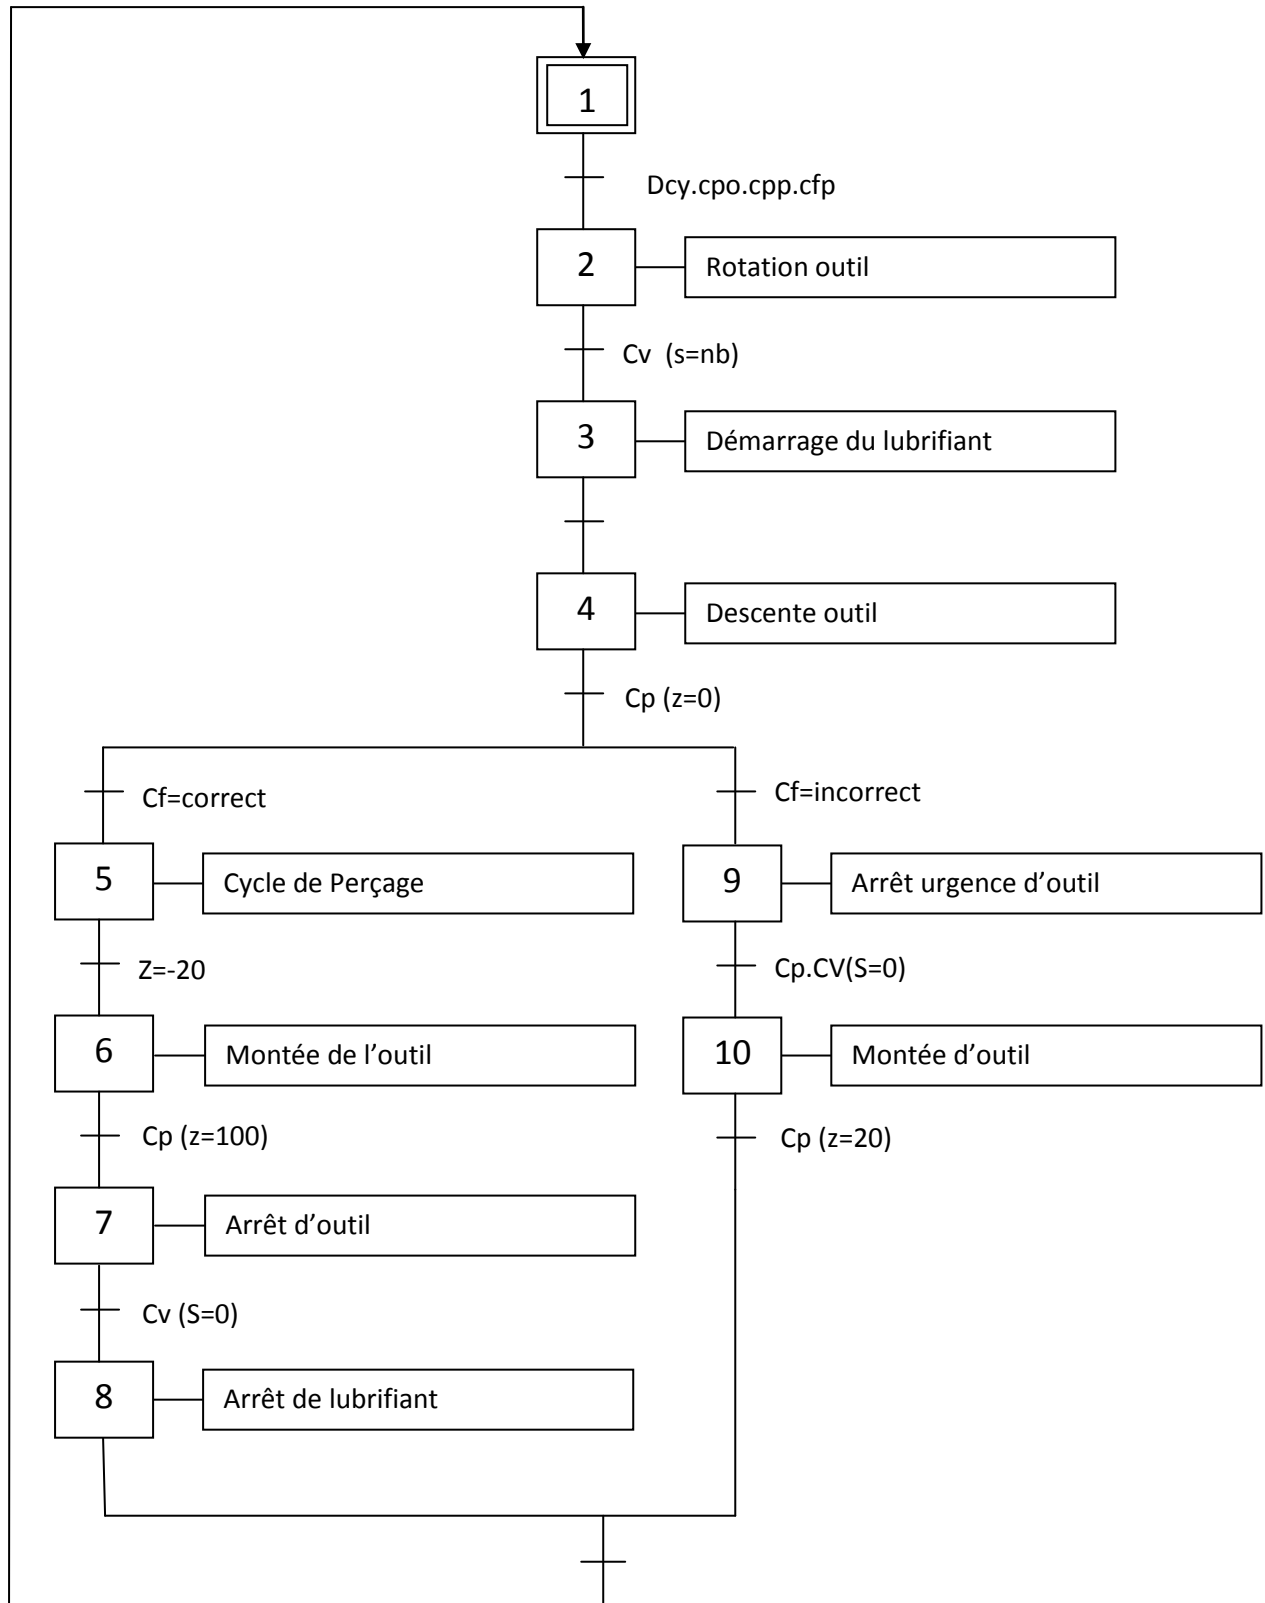 1
Dcy.cpo.cpp.cfp
2
Rotation outil
Cv (s=nb)
3
Démarrage du lubrifiant
4
Descente outil
Cp (z=0)
Cf=correct
Cf=incorrect
5
Cycle de Perçage
9
Arrêt urgence d’outil
Z=-20
Cp.CV(S=0)
6
Montée de l’outil
10
Montée d’outil
Cp (z=100)
Cp (z=20)
7
Arrêt d’outil
Cv (S=0)
8
Arrêt de lubrifiant